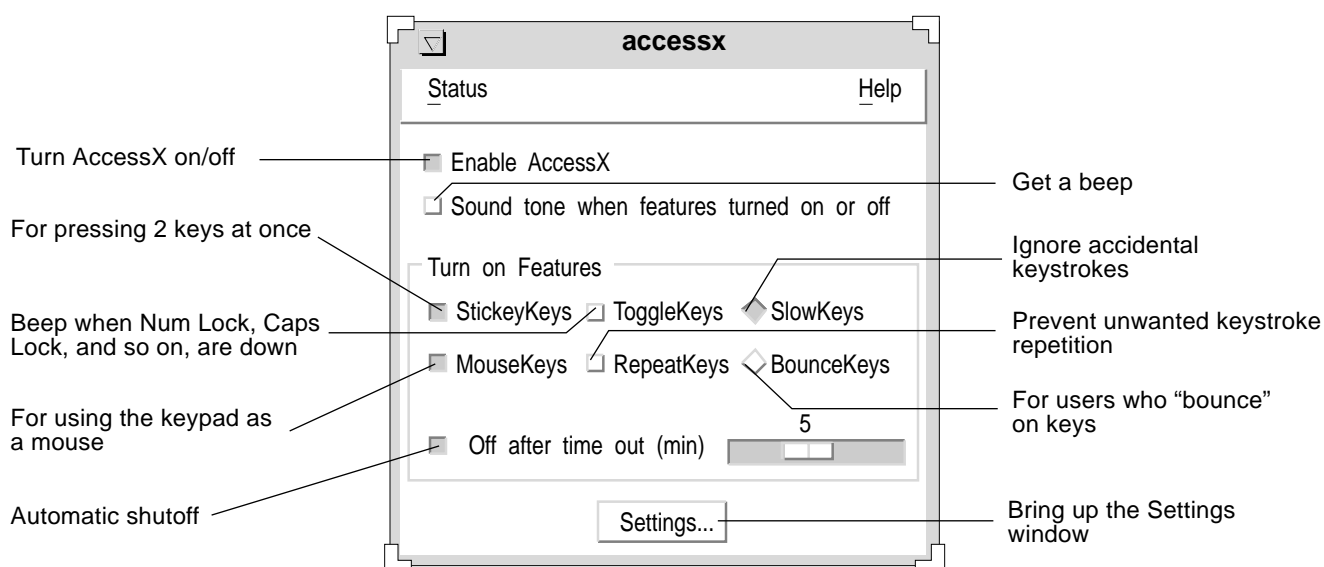 accessx
Status Help
Turn AccessX on/off
Enable AccessX
Get a beep
Sound tone when features turned on or off
For pressing 2 keys at once
Ignore accidental
keystrokes
Turn on Features
StickeyKeys ToggleKeys SlowKeys
Beep when Num Lock, Caps
Lock, and so on, are down
Prevent unwanted keystroke
repetition
MouseKeys RepeatKeys BounceKeys
For using the keypad as
a mouse
For users who “bounce”
on keys
5
Off after time out (min)
Automatic shutoff
Settings...
Bring up the Settings
window